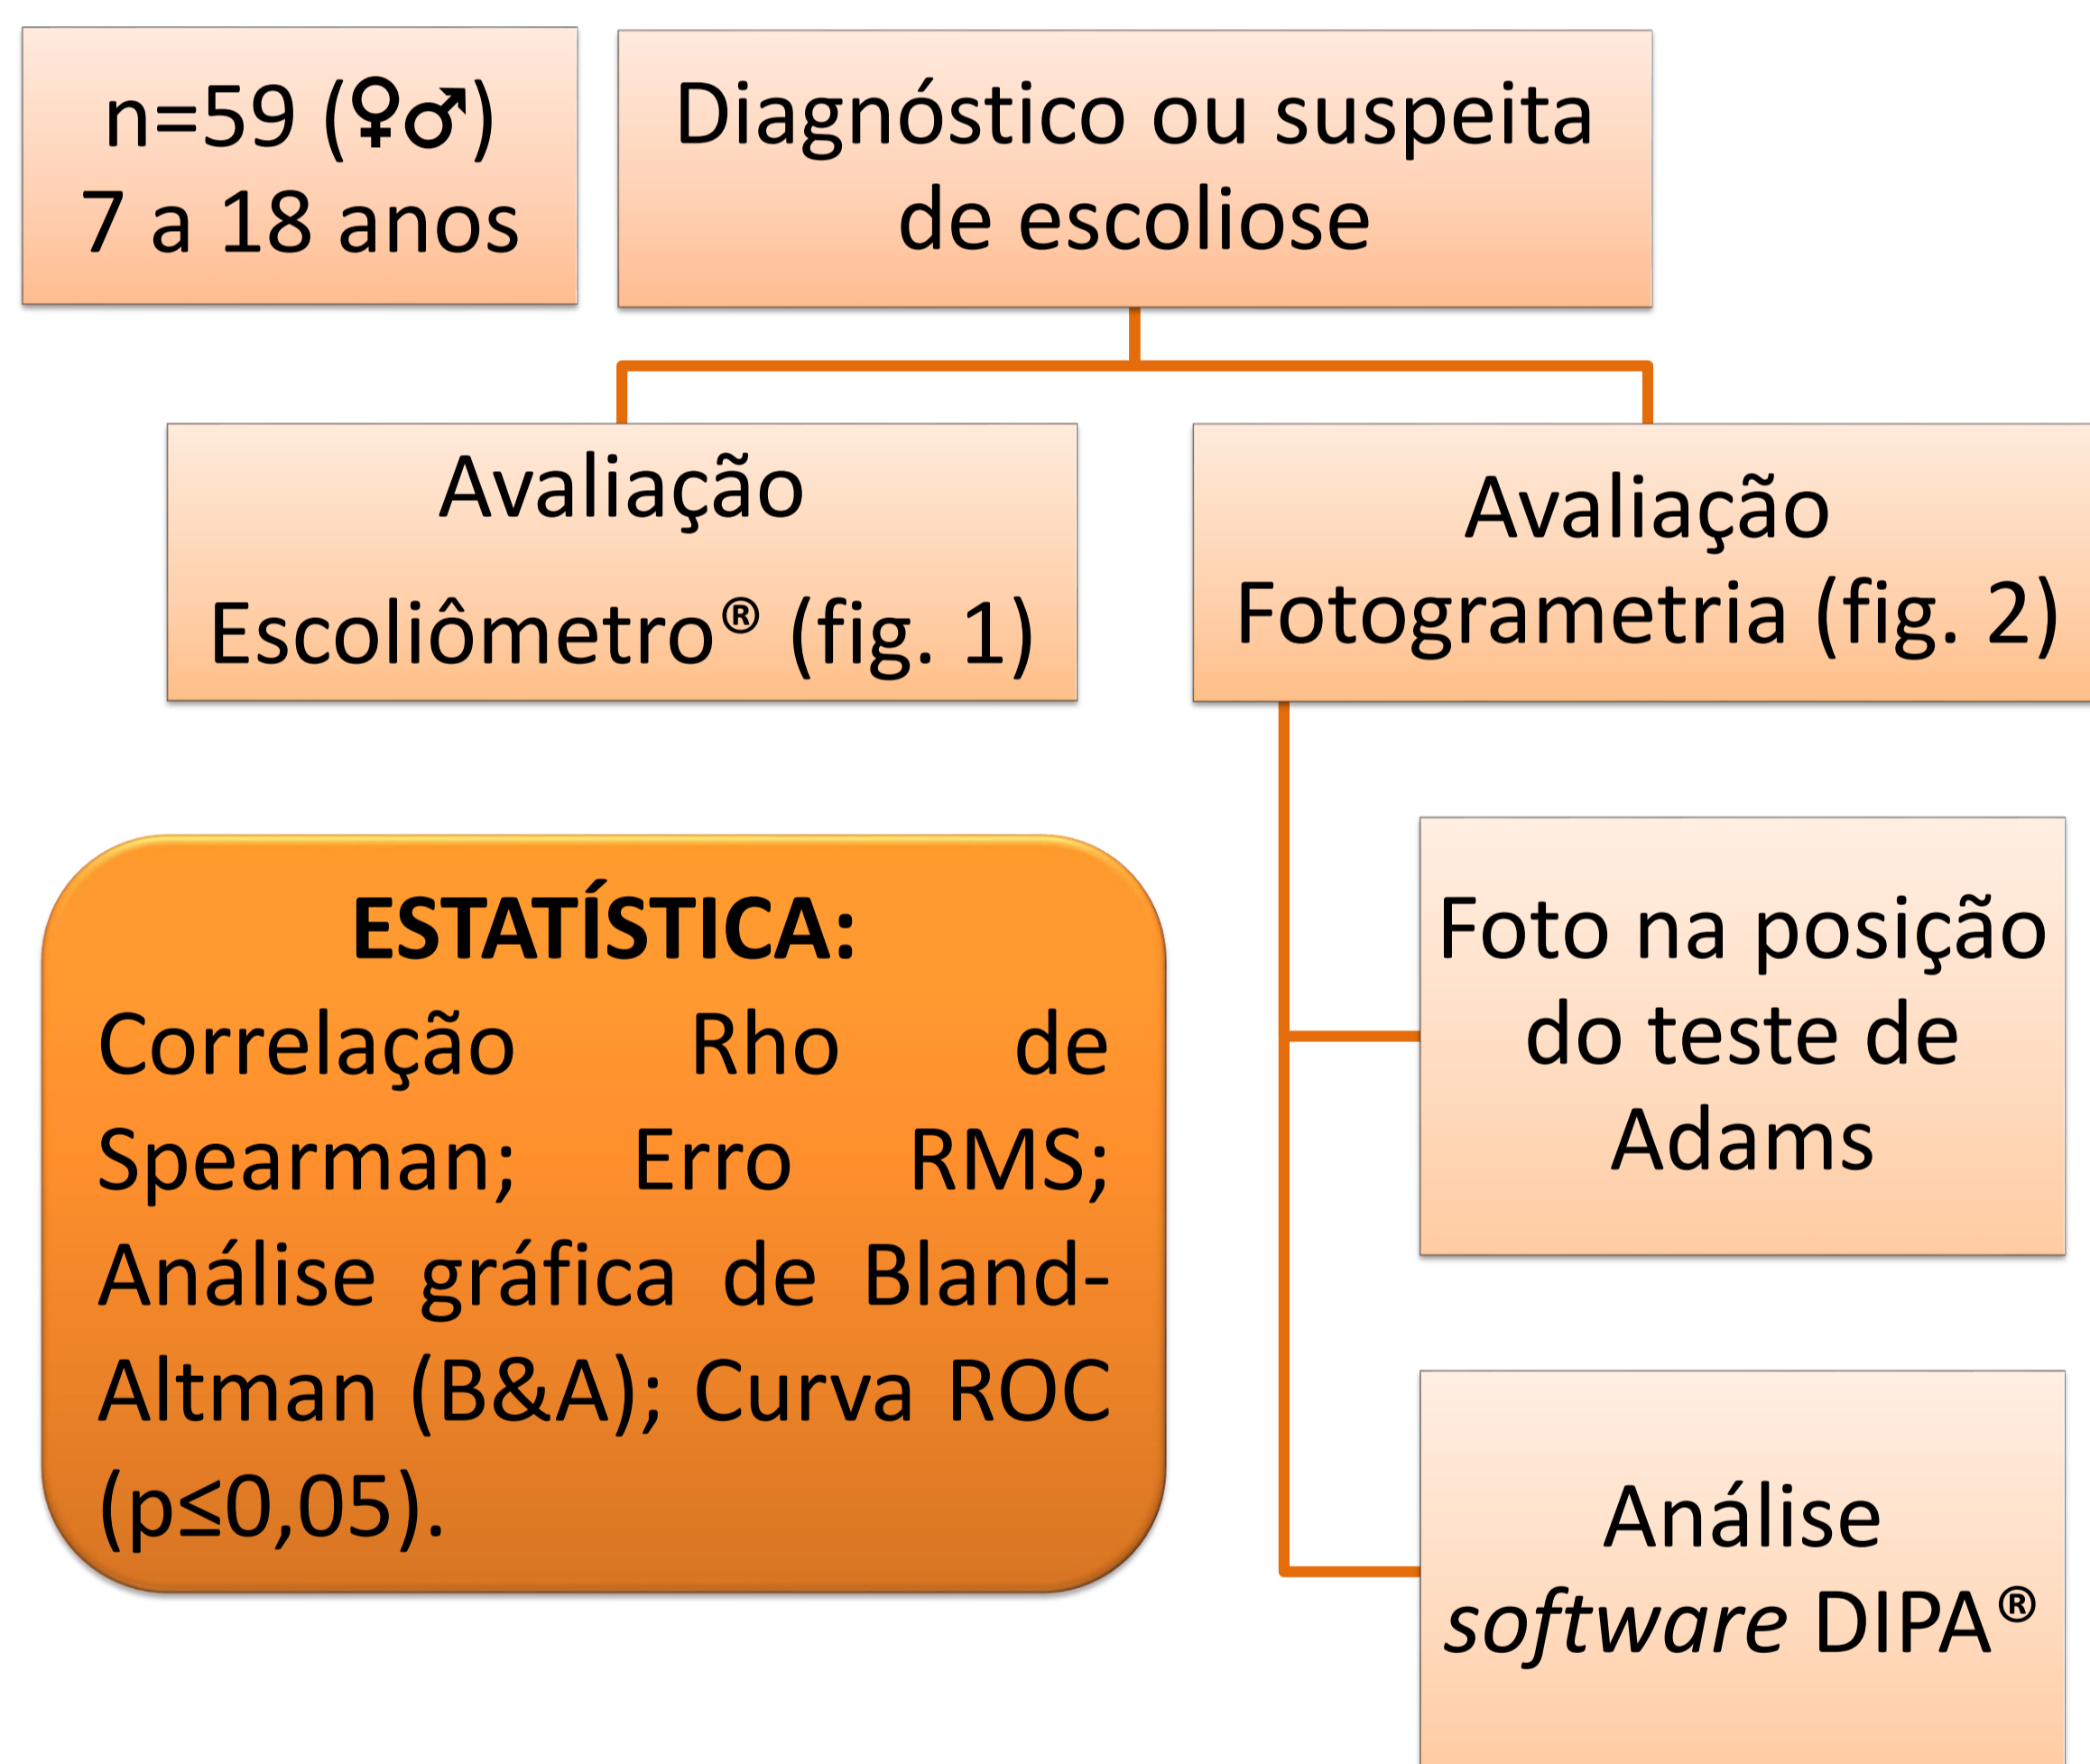 n=59 (♀♂)
7 a 18 anos
Diagnóstico ou suspeita
de escoliose
Avaliação
Escoliômetro® (fig. 1)
Avaliação
Fotogrametria (fig. 2)
ESTATÍSTICA:
Correlação Rho de
Spearman; Erro RMS;
Análise gráfica de Bland-
Altman (B&A); Curva ROC
(p≤0,05).
Foto na posição
do teste de
Adams
Análise
software DIPA®